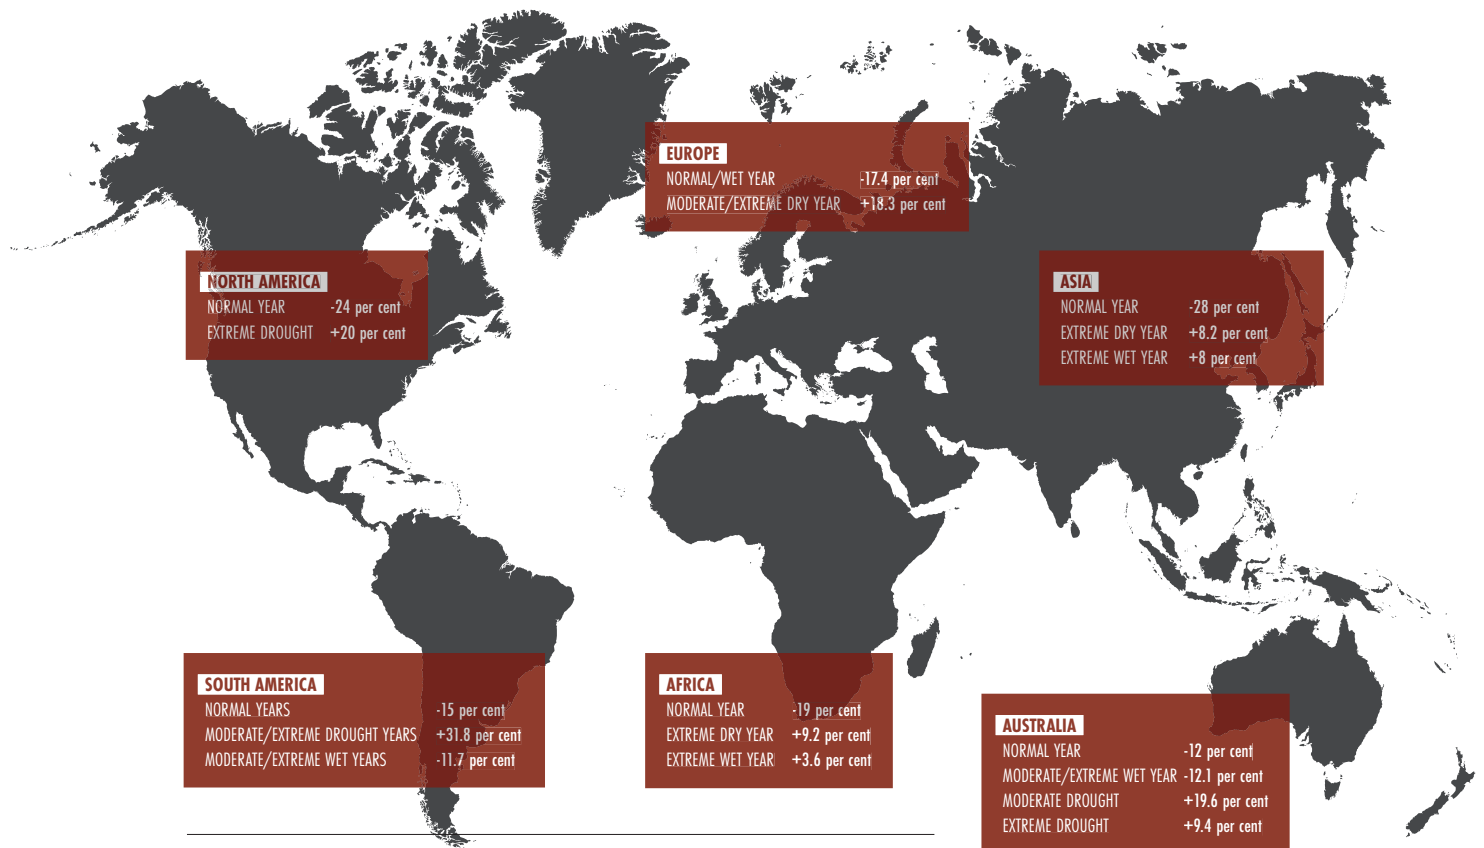 EUROPE
NORMAL/WET YEAR -17.4 per cent
MODERATE/EXTREME DRY YEAR +18.3 per cent
NORTH AMERICA
NORMAL YEAR -24 per cent
EXTREME DROUGHT +20 per cent
ASIA
NORMAL YEAR -28 per cent
EXTREME DRY YEAR +8.2 per cent
EXTREME WET YEAR +8 per cent
SOUTH AMERICA
NORMAL YEARS -15 per cent
MODERATE/EXTREME DROUGHT YEARS +31.8 per cent
MODERATE/EXTREME WET YEARS -11.7 per cent
AFRICA
NORMAL YEAR -19 per cent
EXTREME DRY YEAR +9.2 per cent
EXTREME WET YEAR +3.6 per cent
AUSTRALIA
NORMAL YEAR -12 per cent
MODERATE/EXTREME WET YEAR -12.1 per cent
MODERATE DROUGHT +19.6 per cent
EXTREME DROUGHT +9.4 per cent